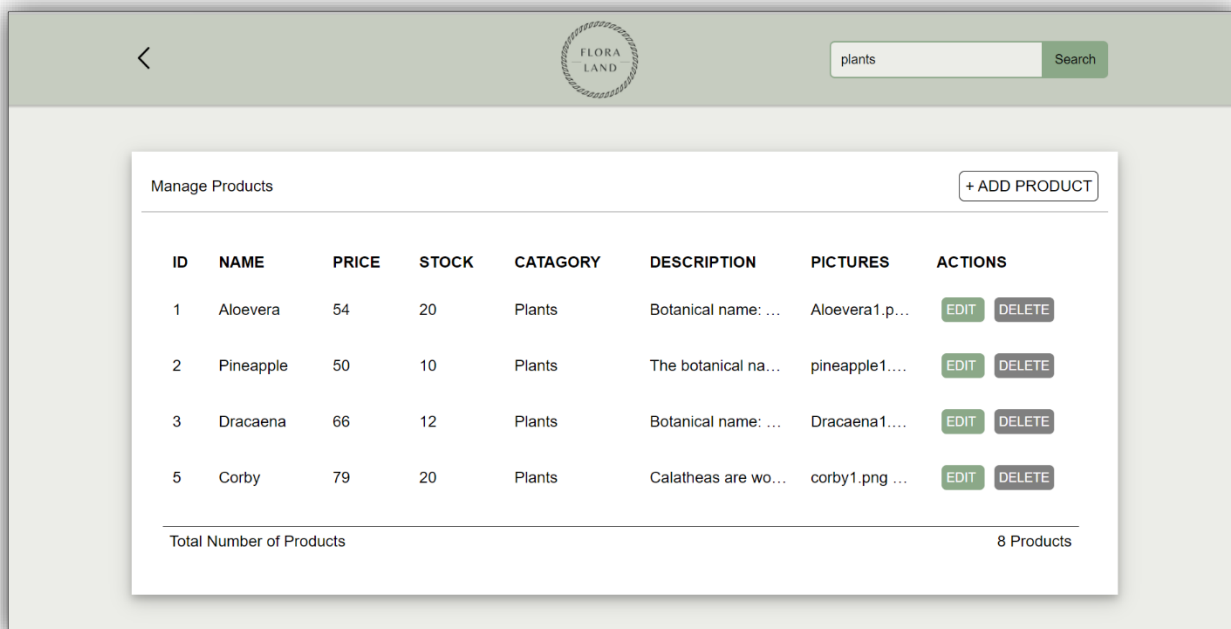 FLORA
LAND
plants Search
Manage Products + ADD PRODUCT
ID NAME PRICE STOCK CATAGORY DESCRIPTION PICTURES ACTIONS
1 Aloevera 54 20 Plants Botanical name: … Aloevera1.p… EDIT DELETE
2 Pineapple 50 10 Plants The botanical na… pineapple1.… EDIT DELETE
3 Dracaena 66 12 Plants Botanical name: … Dracaena1.… EDIT DELETE
5 Corby 79 20 Plants Calatheas are wo… corby1.png … EDIT DELETE
Total Number of Products 8 Products